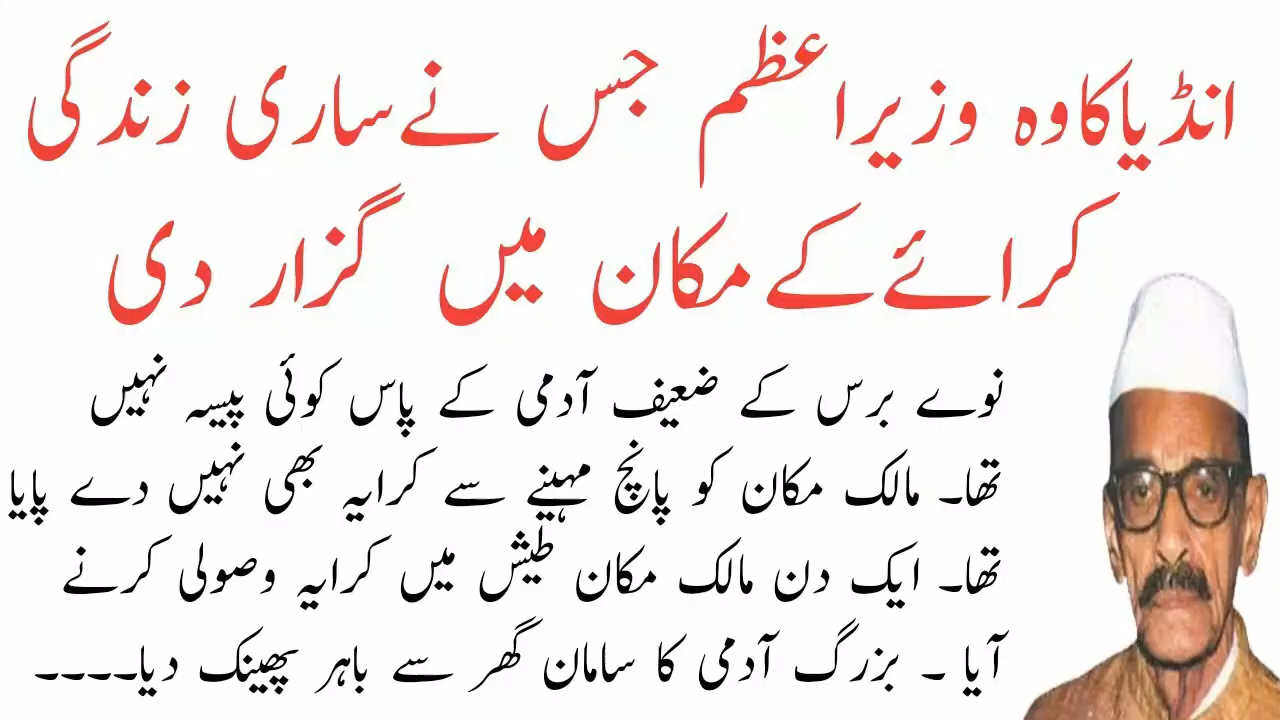 انڈیا کا وہ وزیراعظم جس نے ساری زندگی
کرائے کے مکان میں گزار دی
نوے برس کے ضعیف آدمی کے پاس کوئی پیسہ نہیں
تھا۔ مالک مکان کو پانچ مہینے سے کرایہ بھی نہیں دے پایا
تھا۔ ایک دن مالک مکان طیش میں کرایہ وصولی کرنے
آیا ۔ بزرگ آدمی کا سامان گھر سے باہر پھینک دیا۔۔۔۔